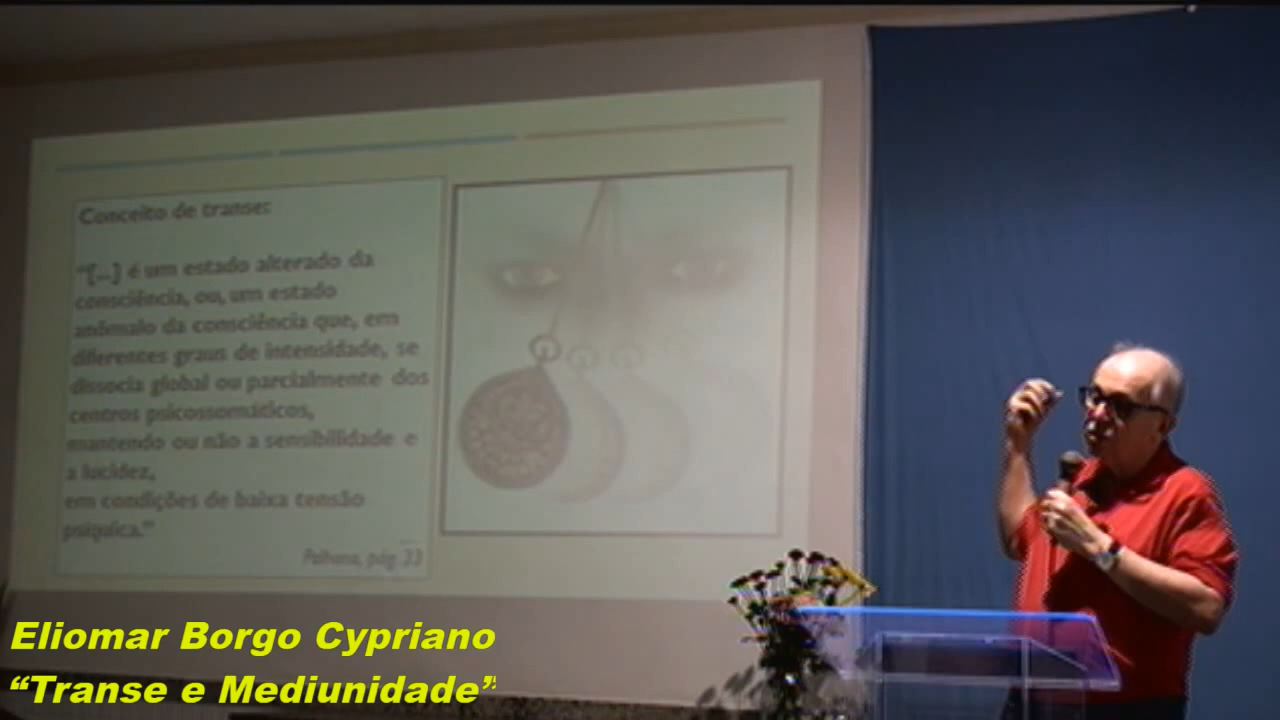 Conceito de transe:
"[...] é um estado alterado da
consciência, ou, um estado
anômalo da consciência que, em
diferentes graus de intensidade, se
dissocia global ou parcialmente dos
centros psicossomáticos,
mantendo ou não a sensibilidade e
a lucidez,
em condições de baixa tensão
psíquica."
Palhano, pág. 33
Eliomar Borgo Cypriano
“Transe e Mediunidade”